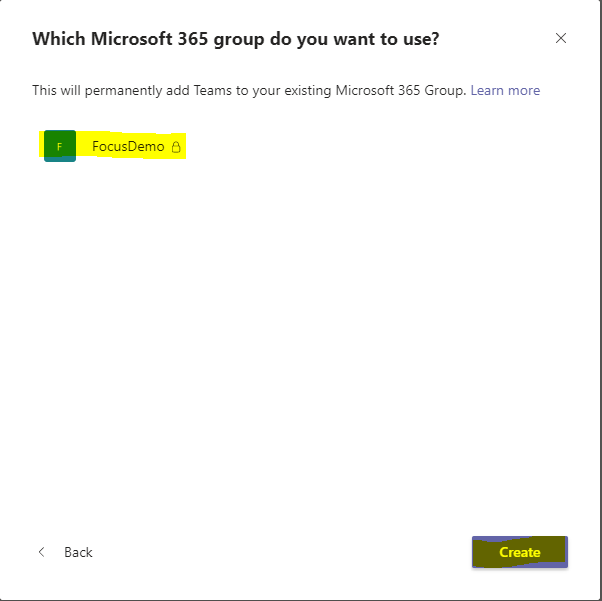 Which Microsoft 365 group do you want to use?
This will permanently add Teams to your existing Microsoft 365 Group. Learn more
F FocusDemo
Back
Create